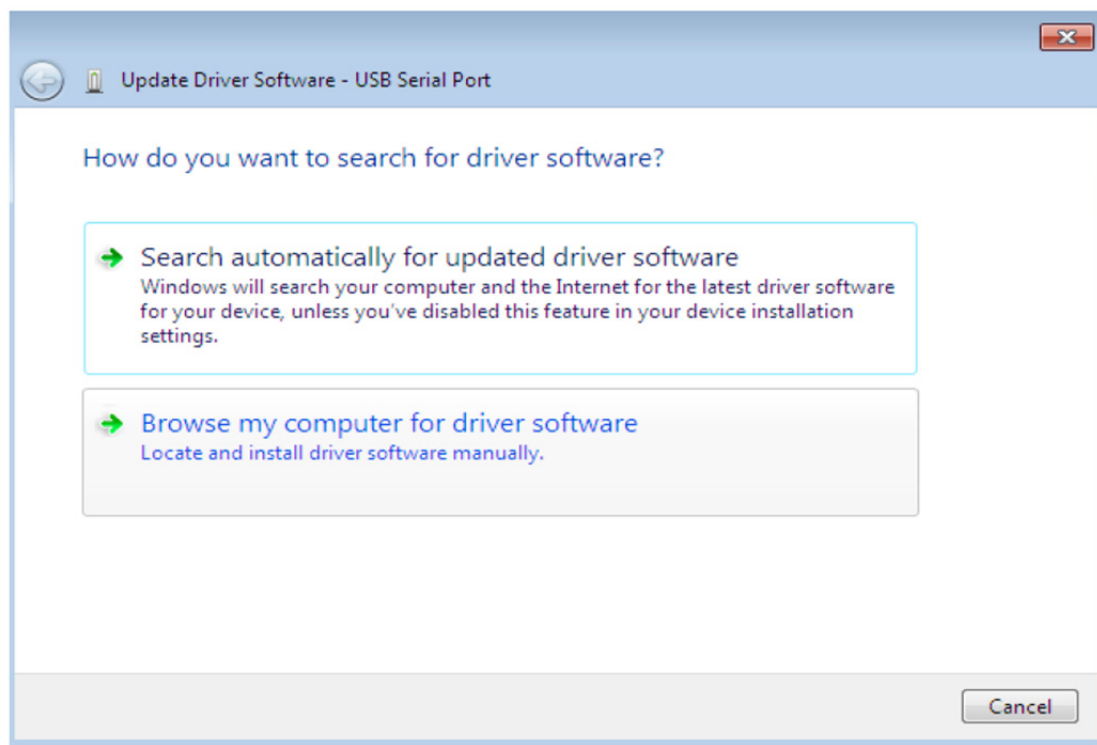 Update Driver Software - USB Serial Port
How do you want to search for driver software?
Search automatically for updated driver software
Windows will search your computer and the Internet for the latest driver software
for your device, unless you've disabled this feature in your device installation
settings.
Browse my computer for driver software
Locate and install driver software manually.
Cancel